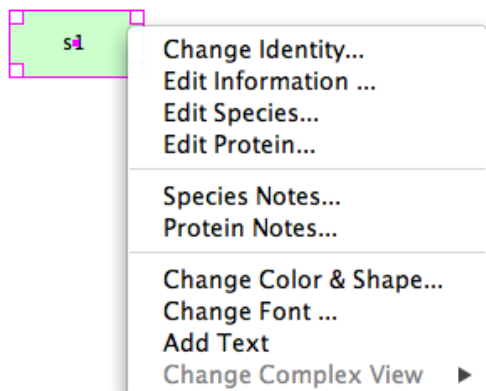 s1
Change Identity...
Edit Information ...
Edit Species...
Edit Protein...
Species Notes...
Protein Notes...
Change Color & Shape...
Change Font ...
Add Text
Change Complex View